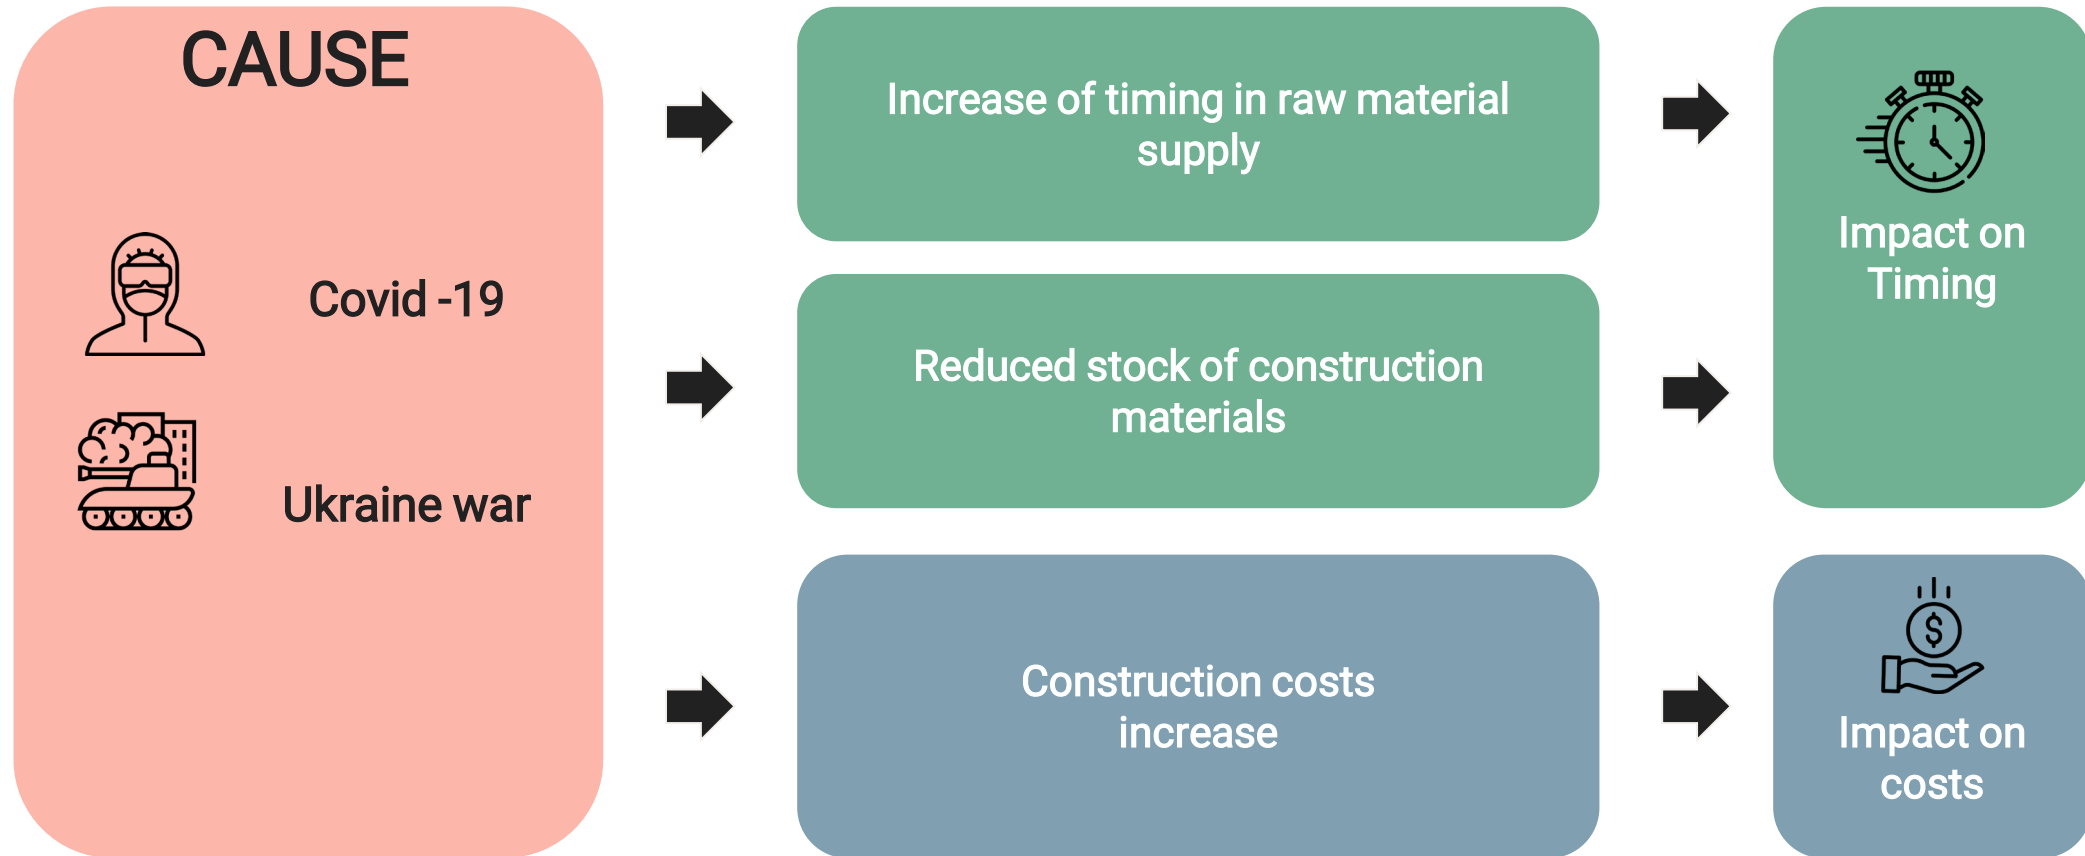 CAUSE
Covid -19
Ukraine war
Increase of timing in raw material
supply
Reduced stock of construction
materials
Construction costs
increase
Impact on
Timing
$
Impact on
costs